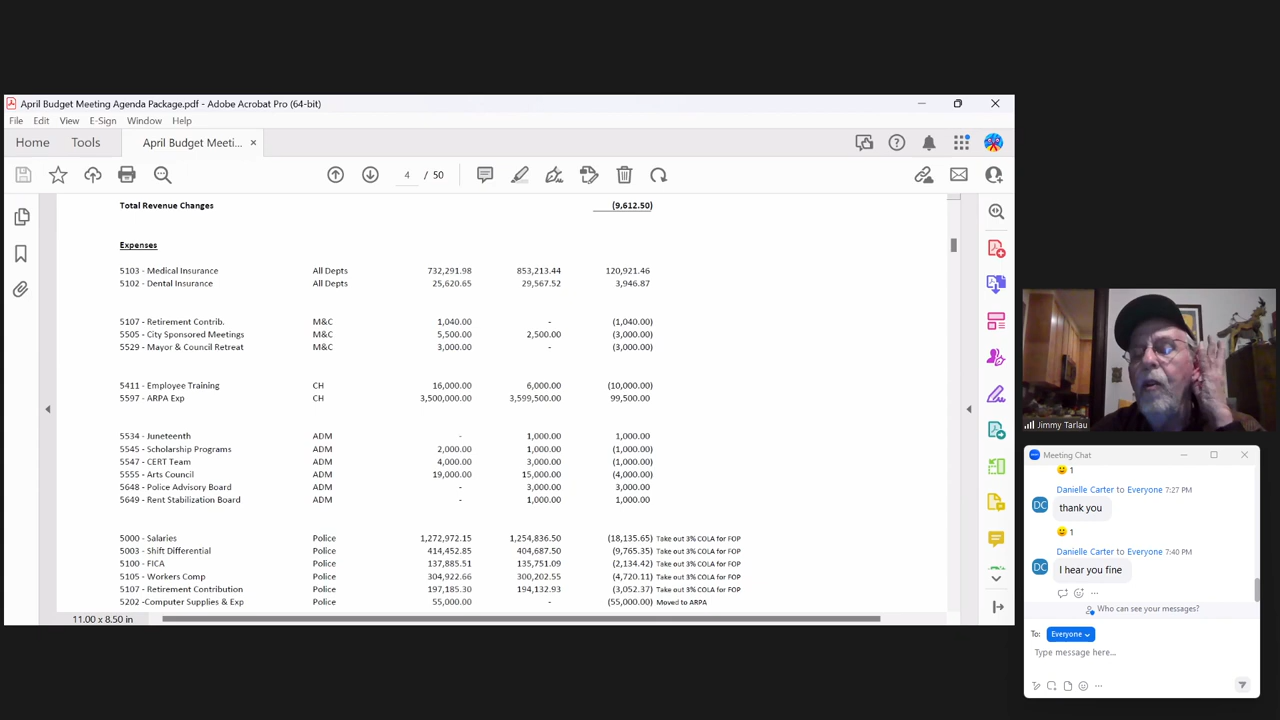 April Budget Meeting Agenda Package.pdf - Adobe Acrobat Pro (64-bit)
File Edit View E-Sign Window Help
Home Tools April Budget Meeti... ×
4 / 50
Total Revenue Changes (9,612.50)
Expenses
5103 - Medical Insurance All Depts 732,291.98 853,213.44 120,921.46
5102 - Dental Insurance All Depts 25,620.65 29,567.52 3,946.87
5107 - Retirement Contrib. M&C 1,040.00 - (1,040.00)
5505 - City Sponsored Meetings M&C 5,500.00 2,500.00 (3,000.00)
5529 - Mayor & Council Retreat M&C 3,000.00 - (3,000.00)
5411 - Employee Training CH 16,000.00 6,000.00 (10,000.00)
5597 - ARPA Exp CH 3,500,000.00 3,599,500.00 99,500.00
5534 - Juneteenth ADM - 1,000.00 1,000.00
5545 - Scholarship Programs ADM 2,000.00 1,000.00 (1,000.00)
5547 - CERT Team ADM 4,000.00 3,000.00 (1,000.00)
5555 - Arts Council ADM 19,000.00 15,000.00 (4,000.00)
5648 - Police Advisory Board ADM - 3,000.00 3,000.00
5649 - Rent Stabilization Board ADM - 1,000.00 1,000.00
5000 - Salaries Police 1,272,972.15 1,254,836.50 (18,135.65) Take out 3% COLA for FOP
5003 - Shift Differential Police 414,452.85 404,687.50 (9,765.35) Take out 3% COLA for FOP
5100 - FICA Police 137,885.51 135,751.09 (2,134.42) Take out 3% COLA for FOP
5105 - Workers Comp Police 304,922.66 300,202.55 (4,720.11) Take out 3% COLA for FOP
5107 - Retirement Contribution Police 197,185.30 194,132.93 (3,052.37) Take out 3% COLA for FOP
5202 -Computer Supplies & Exp Police 55,000.00 - (55,000.00) Moved to ARPA
11.00 x 8.50 in
Jimmy Tarlau
Meeting Chat
1
Danielle Carter to Everyone 7:27 PM
DC
thank you
1
Danielle Carter to Everyone 7:40 PM
DC
I hear you fine
Who can see your messages?
To: Everyone
Type message here...